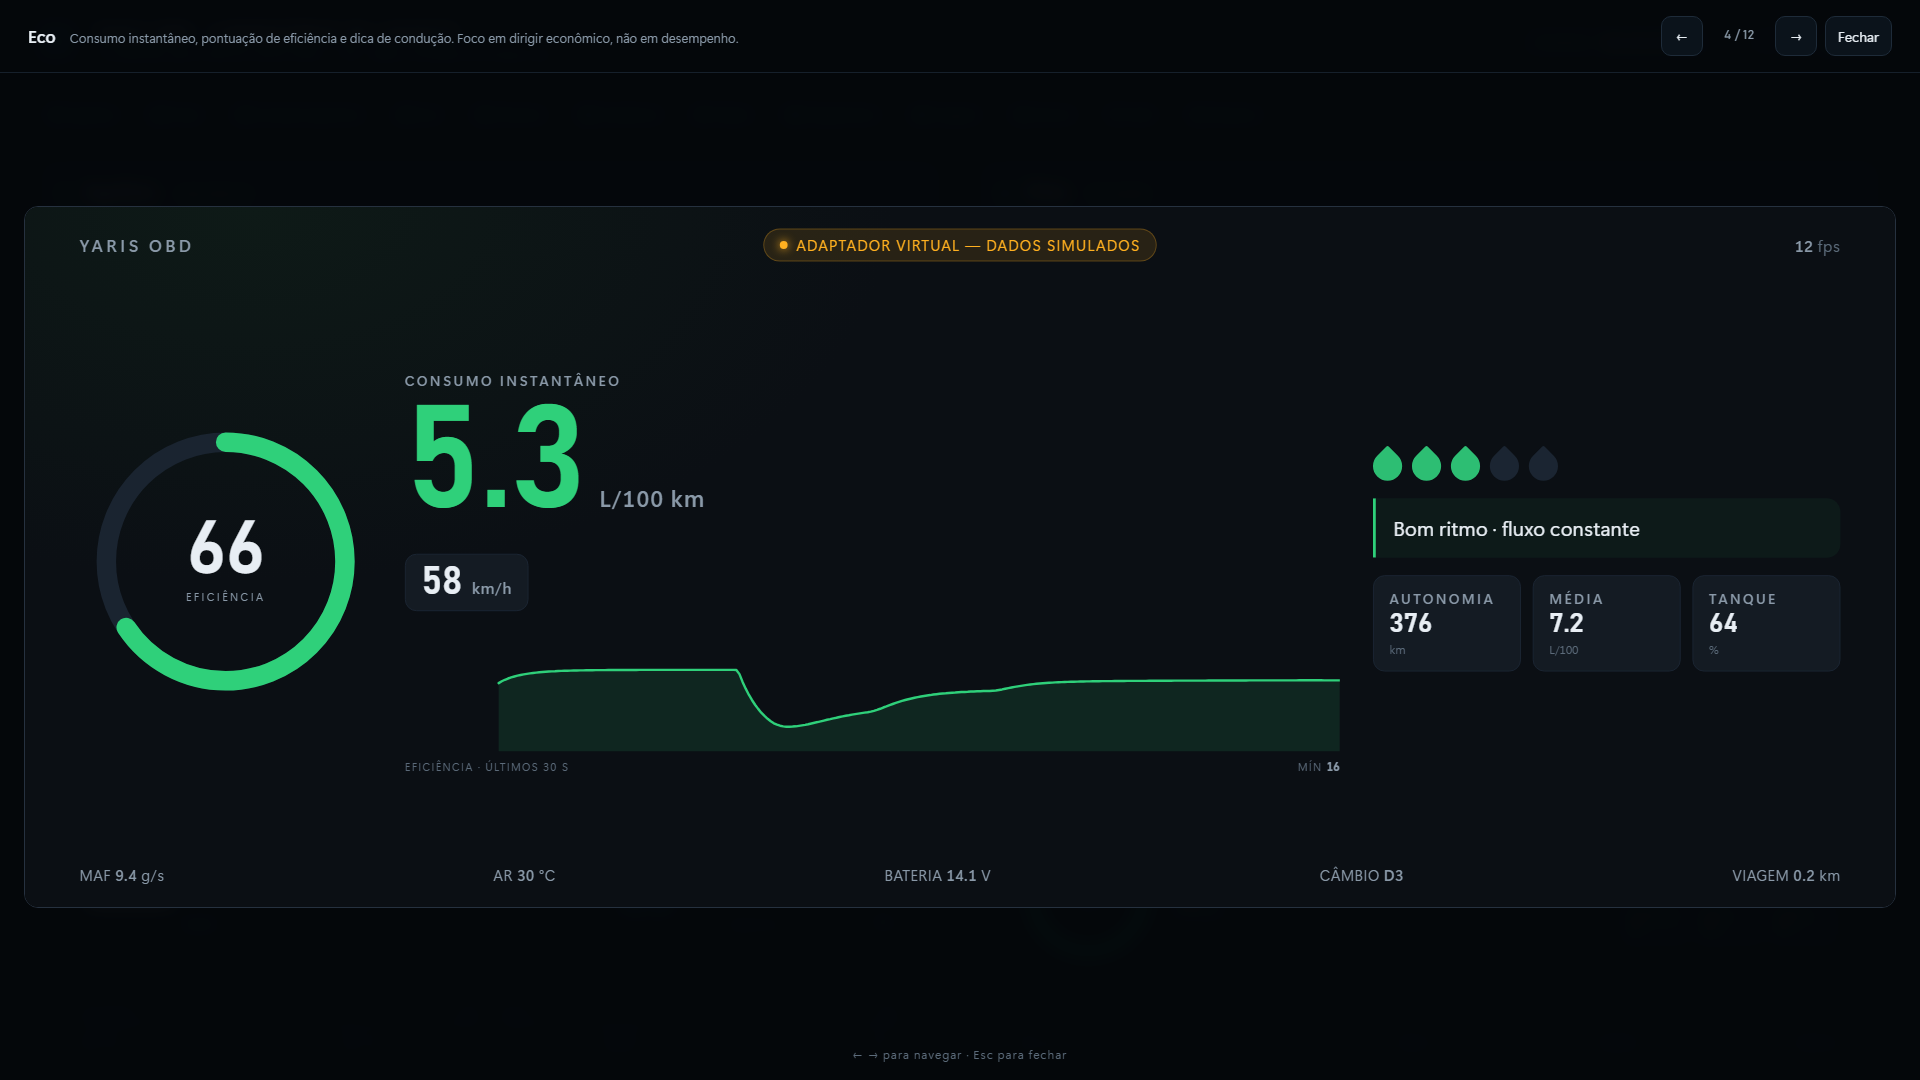 Eco Consumo instantâneo, pontuação de eficiência e dica de condução. Foco em dirigir econômico, não em desempenho.
← 4 / 12 → Fechar
YARIS OBD
ADAPTADOR VIRTUAL — DADOS SIMULADOS
12 fps
66
EFICIÊNCIA
CONSUMO INSTANTÂNEO
5.3 L/100 km
58 km/h
EFICIÊNCIA · ÚLTIMOS 30 S
MÍN 16
Bom ritmo · fluxo constante
AUTONOMIA
376
km
MÉDIA
7.2
L/100
TANQUE
64
%
MAF 9.4 g/s
AR 30 °C
BATERIA 14.1 V
CÂMBIO D3
VIAGEM 0.2 km
← → para navegar · Esc para fechar